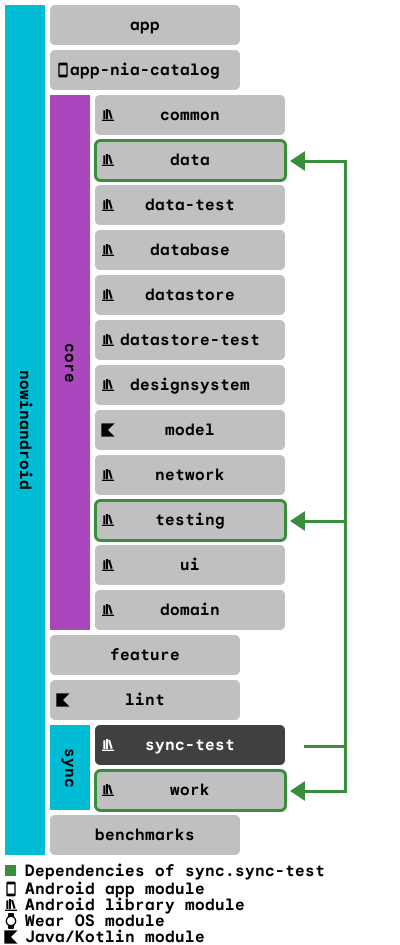 app
app-nia-catalog
common
data
data-test
database
datastore
datastore-test
designsystem
model
network
testing
ui
domain
core
nowinandroid
feature
lint
sync-test
work
sync
benchmarks
Dependencies of sync.sync-test
Android app module
Android library module
Wear OS module
Java/Kotlin module